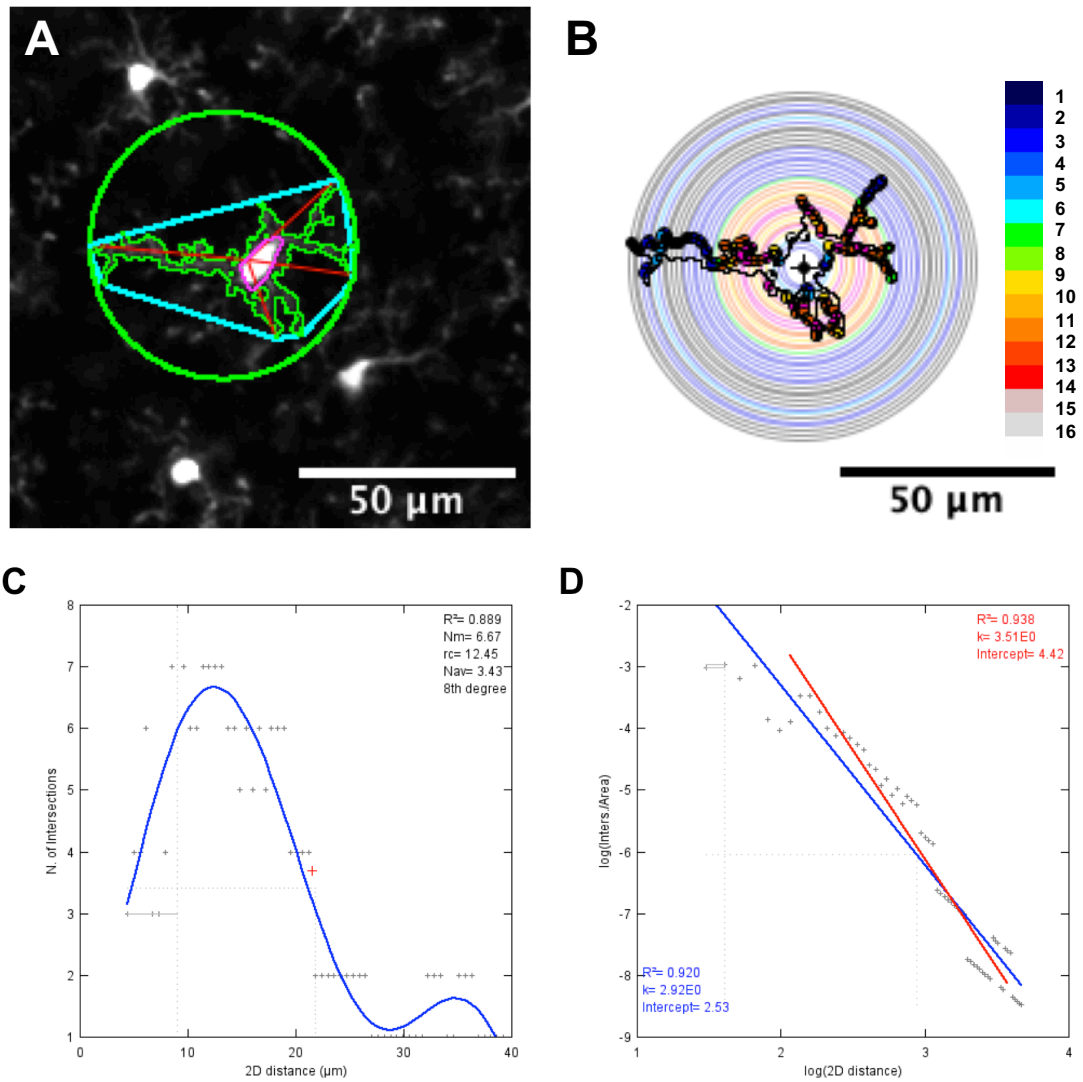 A
50 µm
B
1
2
3
4
5
6
7
8
9
10
11
12
13
14
15
16
50 µm
C
8
7
6
5
4
3
2
1
N. of Intersections
R²= 0.889
Nm= 6.67
rc= 12.45
Nav= 3.43
8th degree
0
10
20
30
40
2D distance (µm)
D
-2
-3
-4
-5
-6
-7
-8
-9
log(Inters./Area)
R²= 0.938
k= 3.51E0
Intercept= 4.42
R²= 0.920
k= 2.92E0
Intercept= 2.53
1
2
3
4
log(2D distance)